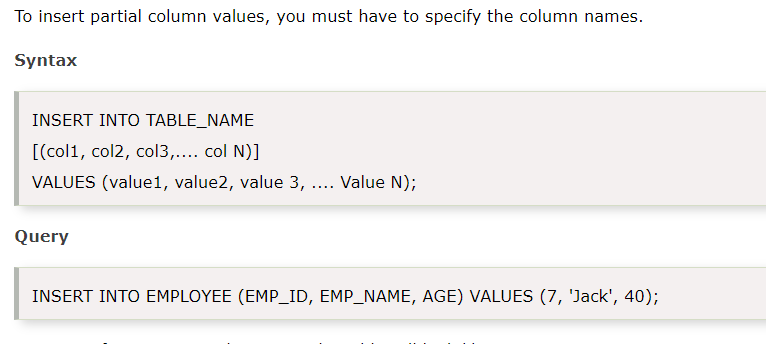 To insert partial column values, you must have to specify the column names.
Syntax
INSERT INTO TABLE_NAME
[(col1, col2, col3,.... col N)]
VALUES (value1, value2, value 3, .... Value N);
Query
INSERT INTO EMPLOYEE (EMP_ID, EMP_NAME, AGE) VALUES (7, 'Jack', 40);